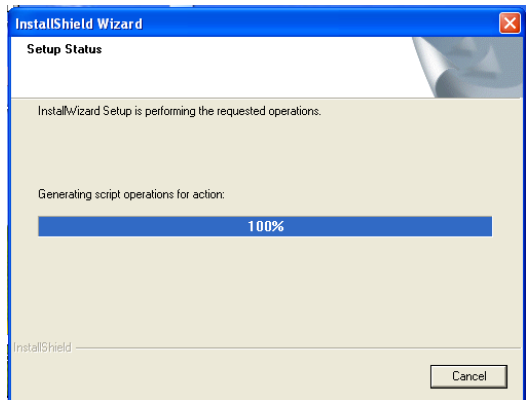 InstallShield Wizard
Setup Status
InstallWizard Setup is performing the requested operations.
Generating script operations for action:
100%
InstallShield
Cancel